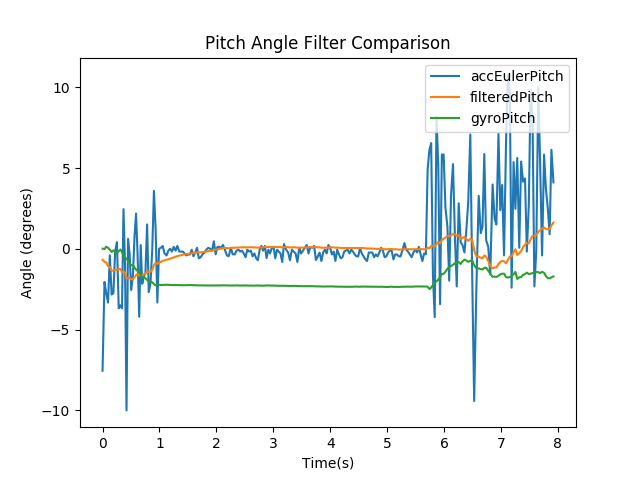 Pitch Angle Filter Comparison
accEulerPitch
filteredPitch
gyroPitch
Angle (degrees)
10
5
0
−5
−10
0 1 2 3 4 5 6 7 8
Time(s)